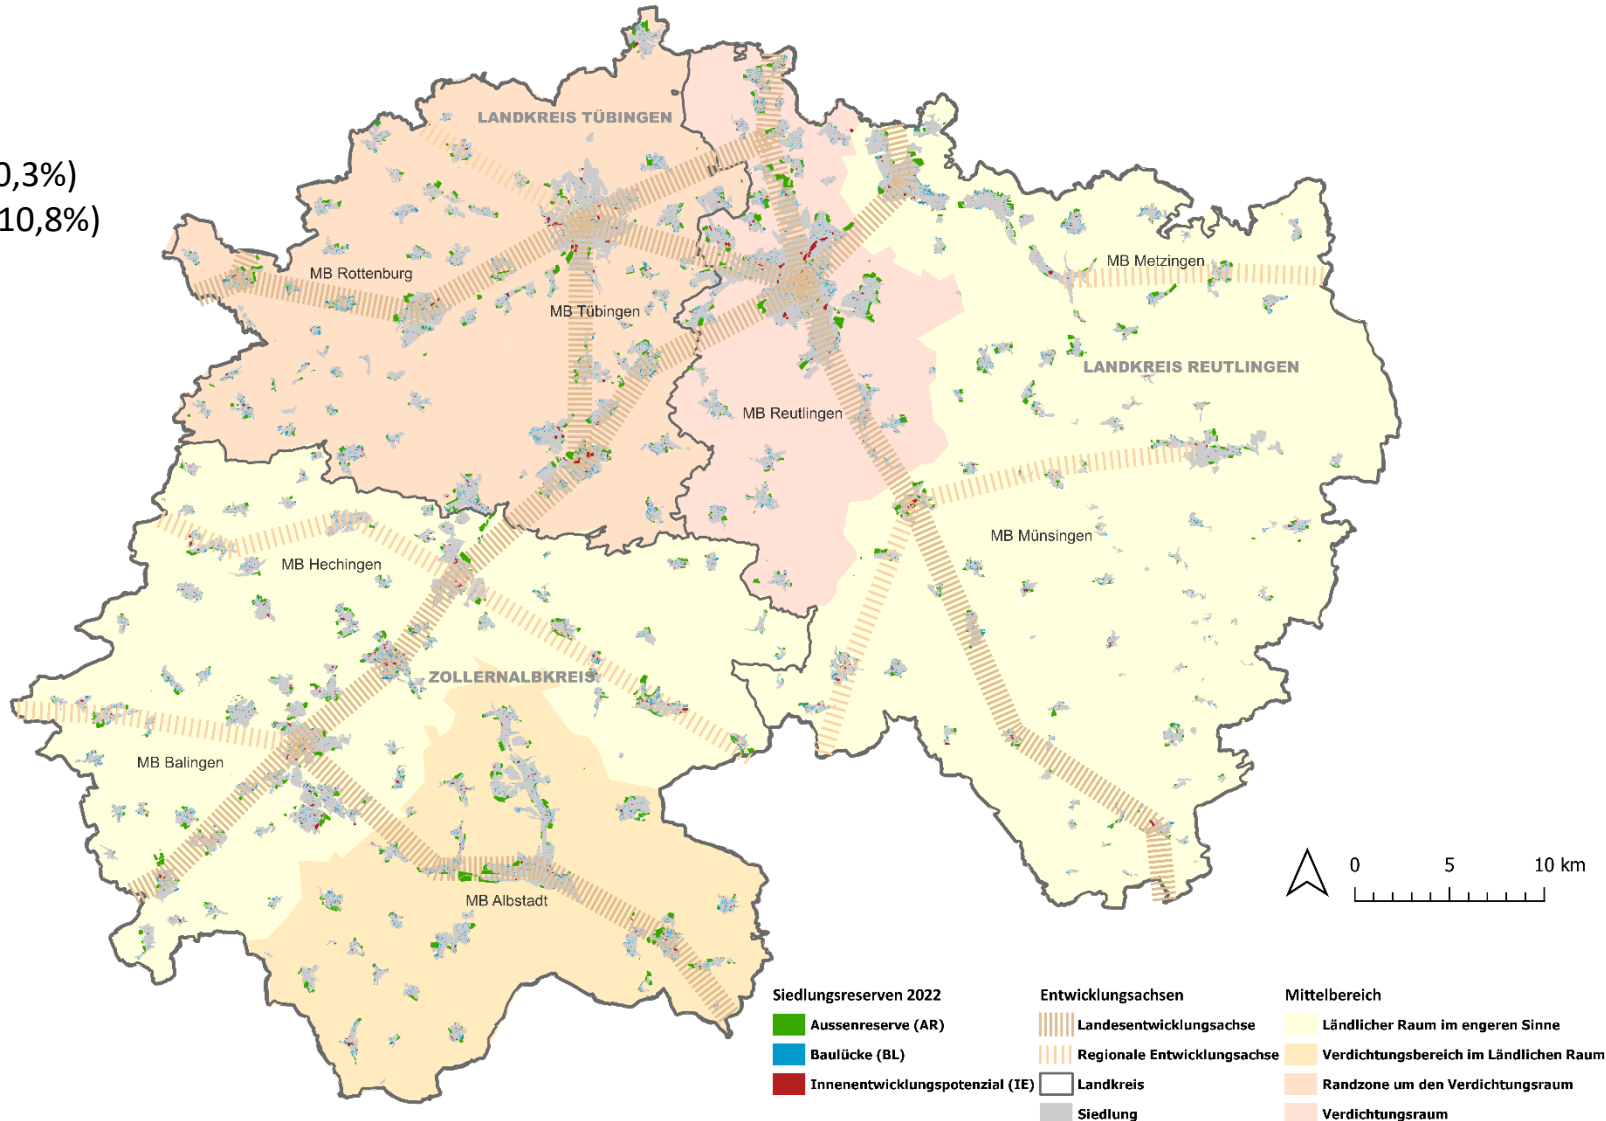 0,3%)
10,8%)
LANDKREIS TÜBINGEN
MB Rottenburg
MB Tübingen
MB Metzingen
LANDKREIS REUTLINGEN
MB Reutlingen
MB Münsingen
MB Hechingen
ZOLLERNALBKREIS
MB Balingen
MB Albstadt
0 5 10 km
Siedlungsreserven 2022
Aussenreserve (AR)
Baulücke (BL)
Innenentwicklungspotenzial (IE)
Entwicklungsachsen
Landesentwicklungsachse
Regionale Entwicklungsachse
Landkreis
Siedlung
Mittelbereich
Ländlicher Raum im engeren Sinne
Verdichtungsbereich im Ländlichen Raum
Randzone um den Verdichtungsraum
Verdichtungsraum